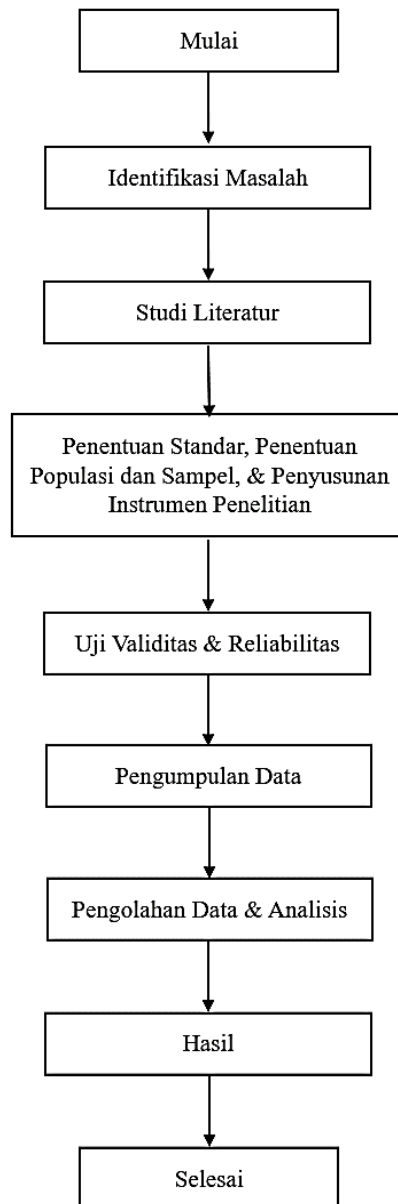 Mulai
Identifikasi Masalah
Studi Literatur
Penentuan Standar, Penentuan
Populasi dan Sampel, & Penyusunan
Instrumen Penelitian
Uji Validitas & Reliabilitas
Pengumpulan Data
Pengolahan Data & Analisis
Hasil
Selesai